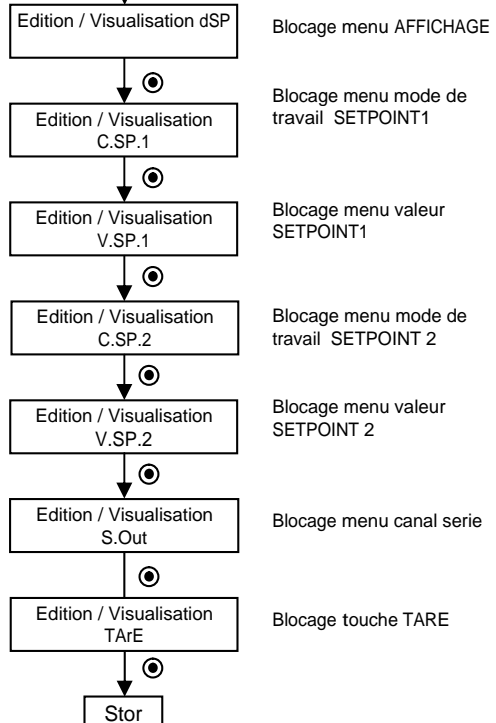 Edition / Visualisation dSP
Blocage menu AFFICHAGE
Edition / Visualisation
C.SP.1
Blocage menu mode de
travail SETPOINT1
Edition / Visualisation
V.SP.1
Blocage menu valeur
SETPOINT1
Edition / Visualisation
C.SP.2
Blocage menu mode de
travail SETPOINT 2
Edition / Visualisation
V.SP.2
Blocage menu valeur
SETPOINT 2
Edition / Visualisation
S.Out
Blocage menu canal serie
Edition / Visualisation
TArE
Blocage touche TARE
Stor